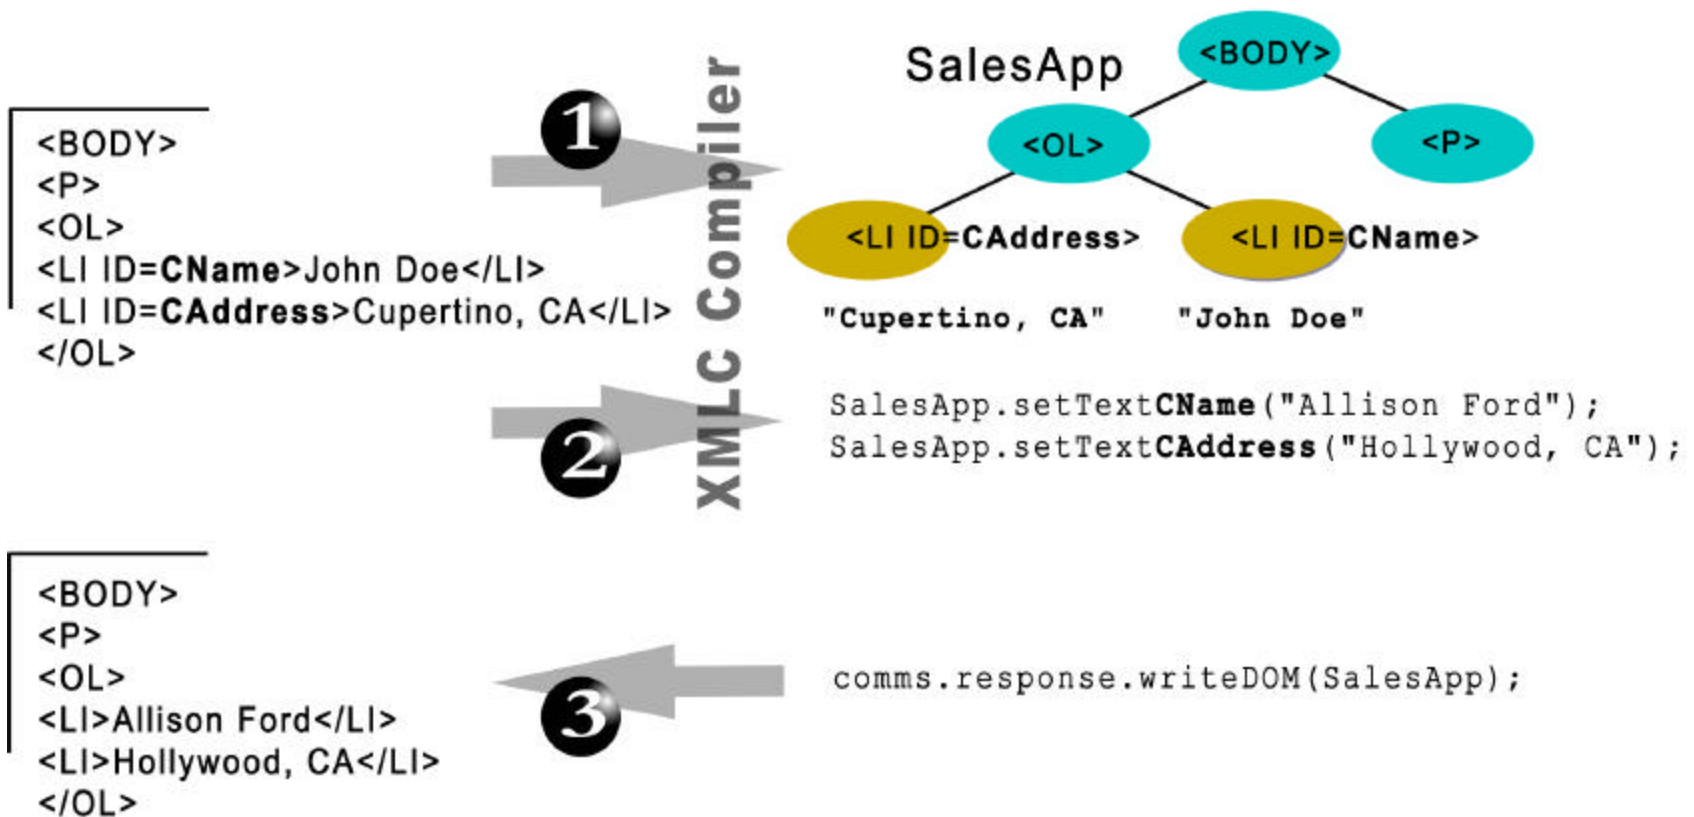 <BODY>
<P>
<OL>
<LI ID=CName>John Doe</LI>
<LI ID=CAddress>Cupertino, CA</LI>
</OL>
1
2
XMLC Compiler
SalesApp
<BODY>
<OL>
<P>
<LI ID=CAddress>
<LI ID=CName>
"Cupertino, CA"
"John Doe"
SalesApp.setTextCName("Allison Ford");
SalesApp.setTextCAddress("Hollywood, CA");
<BODY>
<P>
<OL>
<LI>Allison Ford</LI>
<LI>Hollywood, CA</LI>
</OL>
3
comms.response.writeDOM(SalesApp);